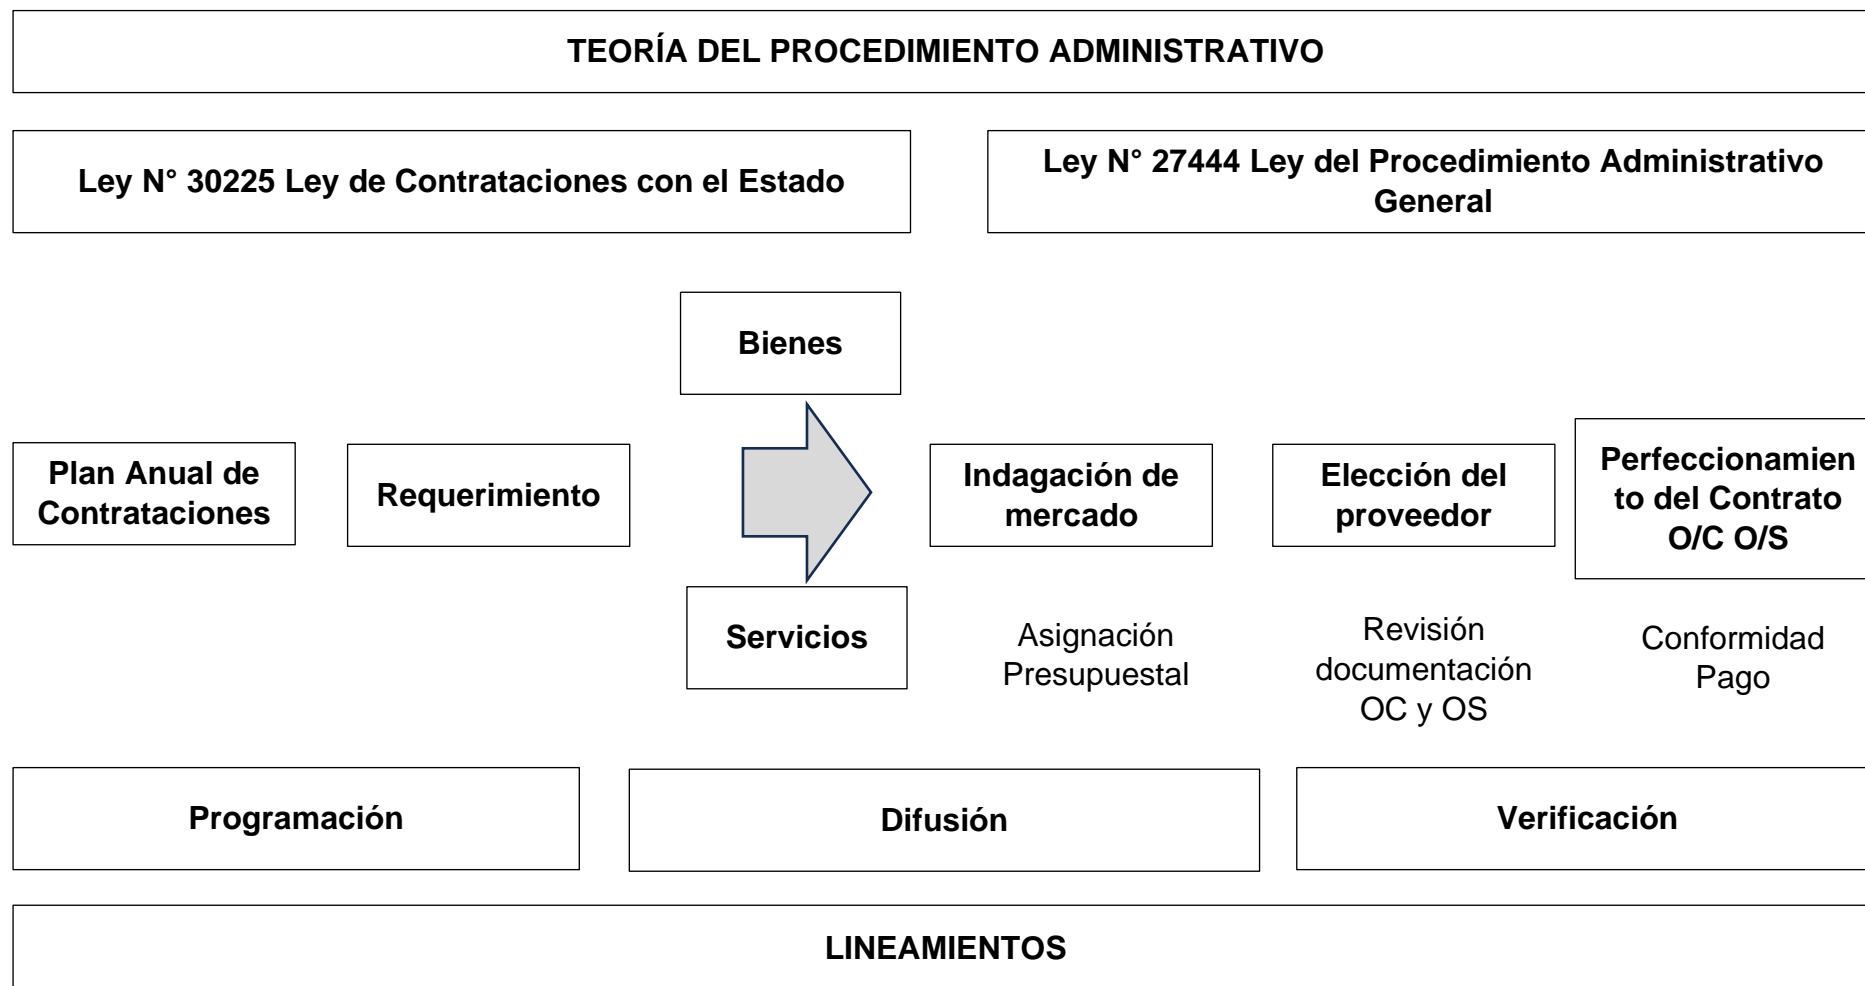 TEORÍA DEL PROCEDIMIENTO ADMINISTRATIVO
Ley N° 30225 Ley de Contrataciones con el Estado
Ley N° 27444 Ley del Procedimiento Administrativo
General
Bienes
Plan Anual de
Contrataciones
Requerimiento
Indagación de
mercado
Elección del
proveedor
Perfeccionamien
to del Contrato
O/C O/S
Servicios
Asignación
Presupuestal
Revisión
documentación
OC y OS
Conformidad
Pago
Programación
Difusión
Verificación
LINEAMIENTOS